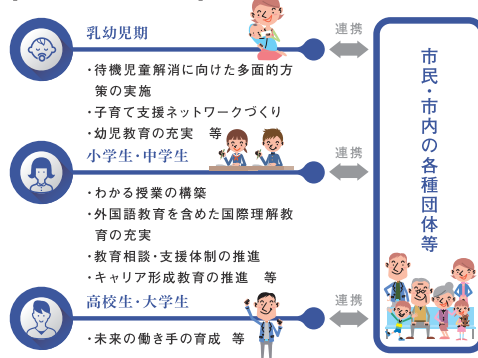 乳幼児期
連携
・待機児童解消に向けた多面的方
策の実施
・子育て支援ネットワークづくり
・幼児教育の充実　等
小学生・中学生
連携
・わかる授業の構築
・外国語教育を含めた国際理解教
育の充実
・教育相談・支援体制の推進
・キャリア形成教育の推進　等
高校生・大学生
連携
・未来の働き手の育成　等
市民・市内の各種団体等